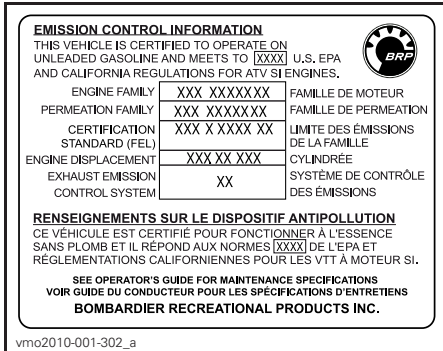 EMISSION CONTROL INFORMATION
THIS VEHICLE IS CERTIFIED TO OPERATE ON
UNLEADED GASOLINE AND MEETS TO XXXX U.S. EPA
AND CALIFORNIA REGULATIONS FOR ATV SI ENGINES.
BRP
ENGINE FAMILY XXX XXXXXXX FAMILLE DE MOTEUR
PERMEATION FAMILY XXX XXXXXXX FAMILLE DE PERMEATION
CERTIFICATION XXX X XXXX XX LIMITE DES ÉMISSIONS
STANDARD (FEL) DE LA FAMILLE
ENGINE DISPLACEMENT XXX XX XXX CYLINDRÉE
EXHAUST EMISSION XX SYSTÈME DE CONTRÔLE
CONTROL SYSTEM DES ÉMISSIONS
RENSEIGNEMENTS SUR LE DISPOSITIF ANTIPOLLUTION
CE VÉHICULE EST CERTIFIÉ POUR FONCTIONNER À L'ESSENCE
SANS PLOMB ET IL RÉPOND AUX NORMES XXXX DE L'EPA ET
RÉGLEMENTATIONS CALIFORNIENNES POUR LES VTT À MOTEUR SI.
SEE OPERATOR'S GUIDE FOR MAINTENANCE SPECIFICATIONS
VOIR GUIDE DU CONDUCTEUR POUR LES SPÉCIFICATIONS D'ENTRETIENS
BOMBARDIER RECREATIONAL PRODUCTS INC.
vmo2010-001-302_a